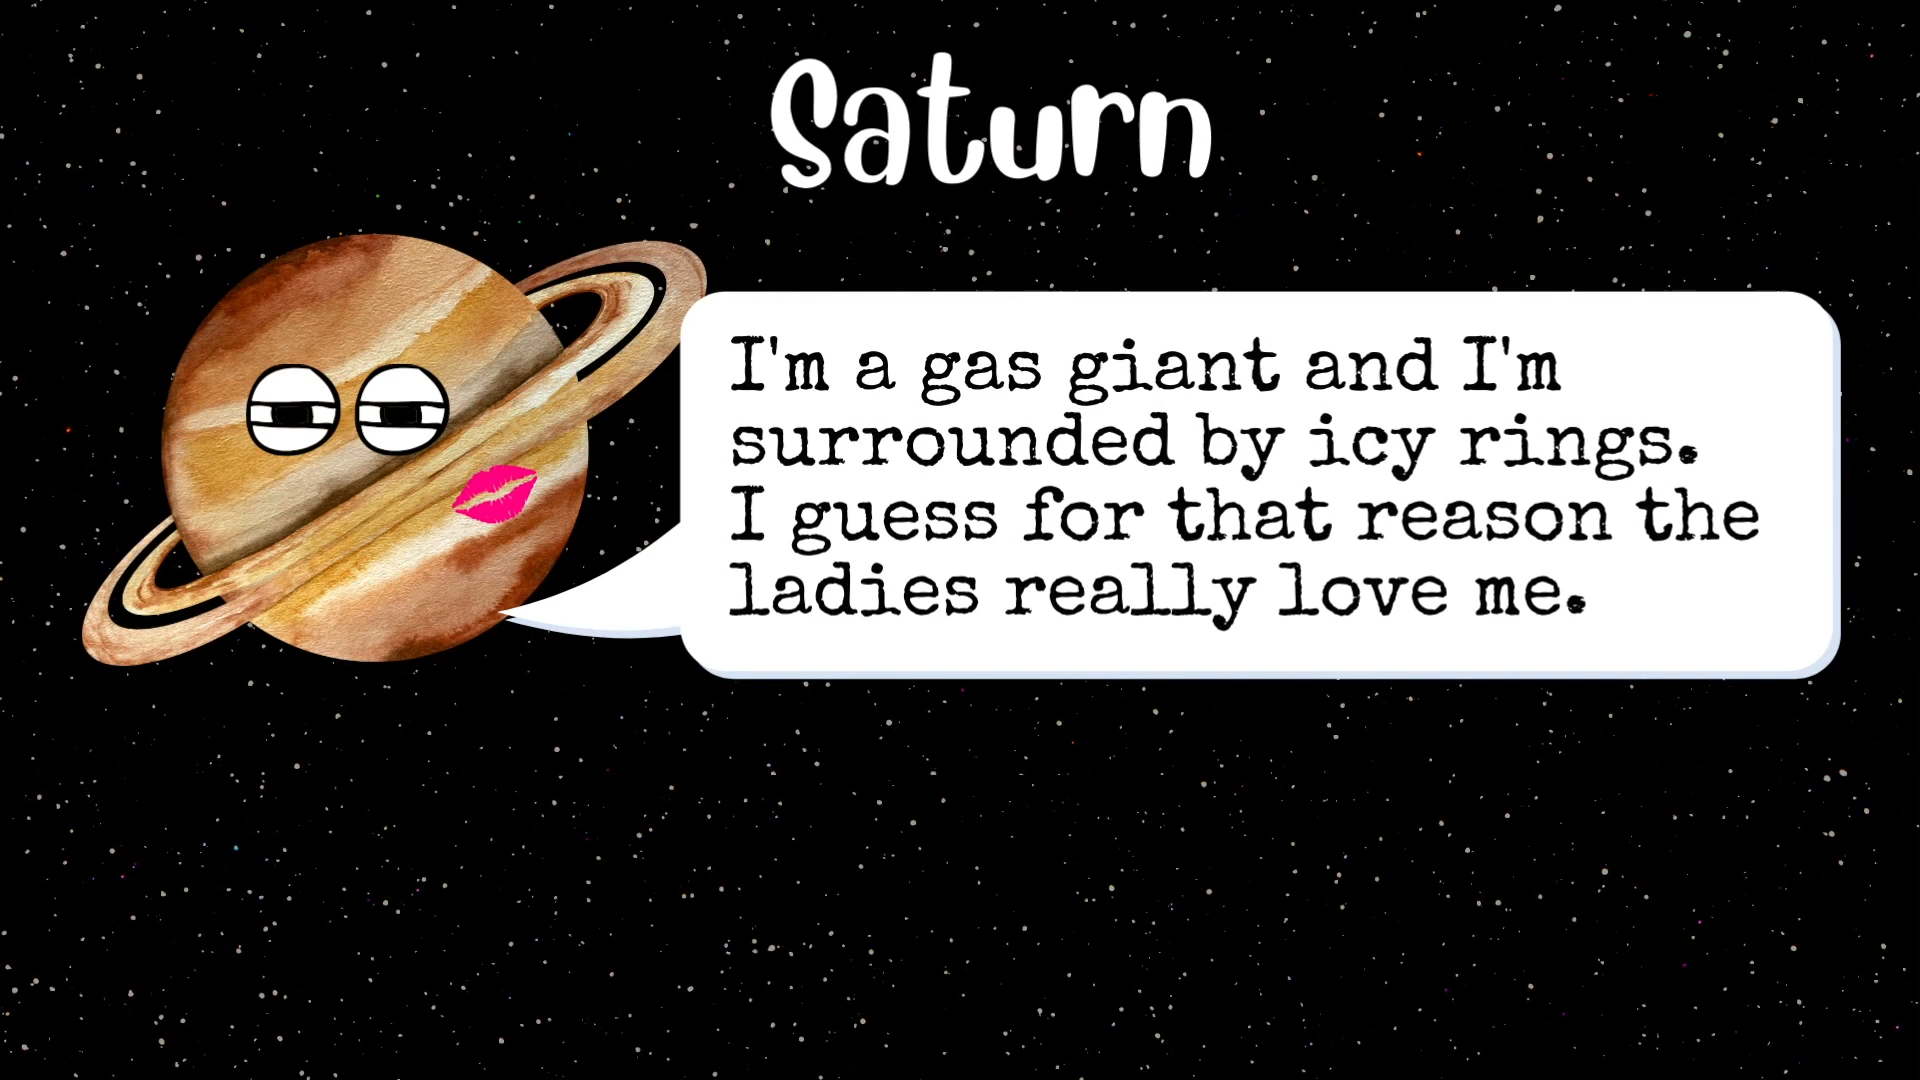 Saturn
I'm a gas giant and I'm
surrounded by icy rings.
I guess for that reason the
ladies really love me.